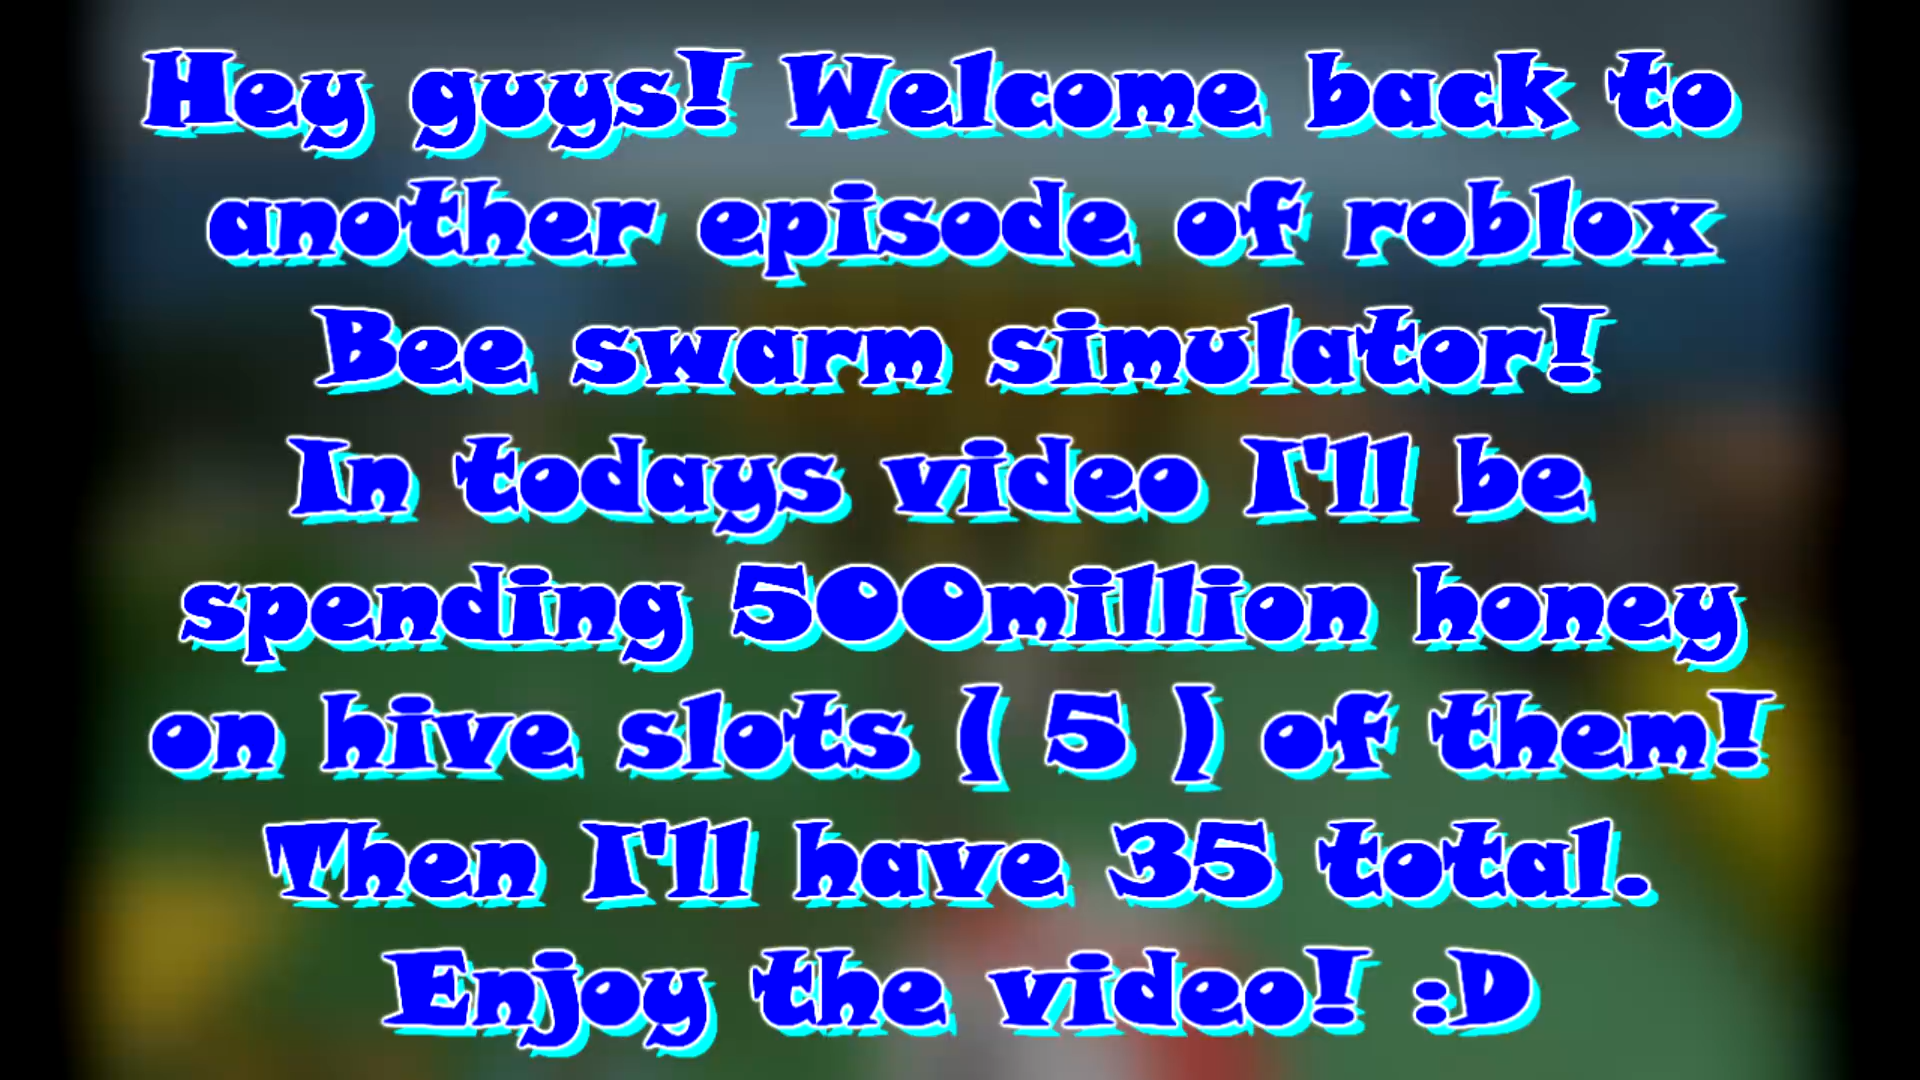 Hey guys! Welcome back to
another episode of roblox
Bee swarm simulator!
In todays video I'll be
spending 500million honey
on hive slots ( 5 ) of them!
Then I'll have 35 total.
Enjoy the video! :D